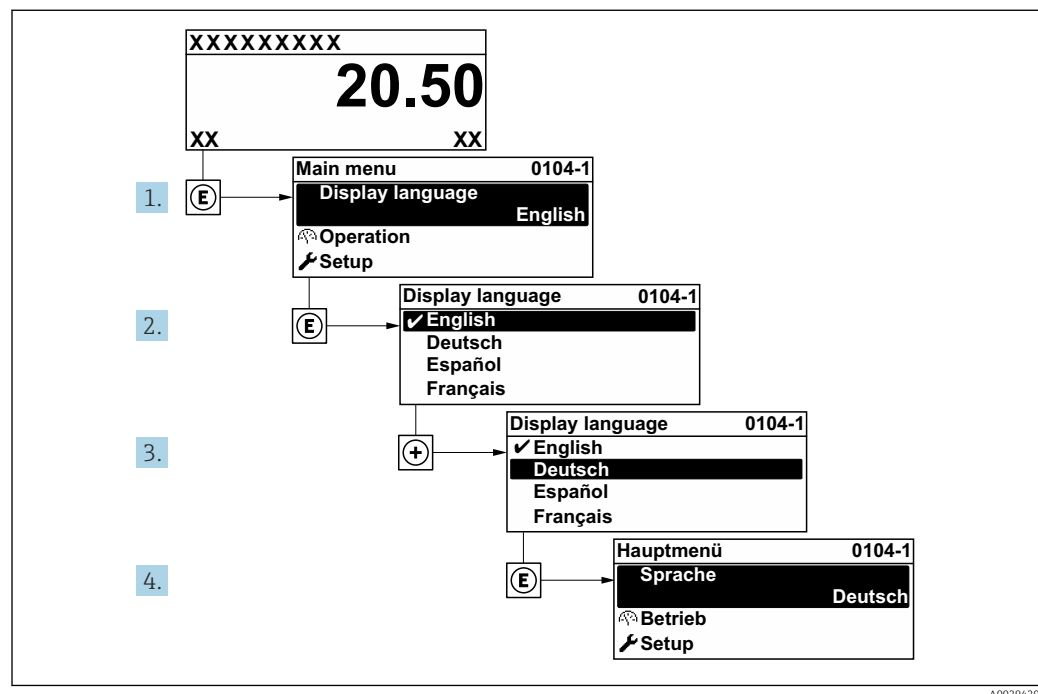 XXXXXXXXX
20.50
XX XX
1.
E
Main menu 0104-1
Display language
English
Operation
Setup
2.
E
Display language 0104-1
✔English
Deutsch
Español
Français
3.
+
Display language 0104-1
✔English
Deutsch
Español
Français
4.
E
Hauptmenü 0104-1
Sprache
Deutsch
Betrieb
Setup